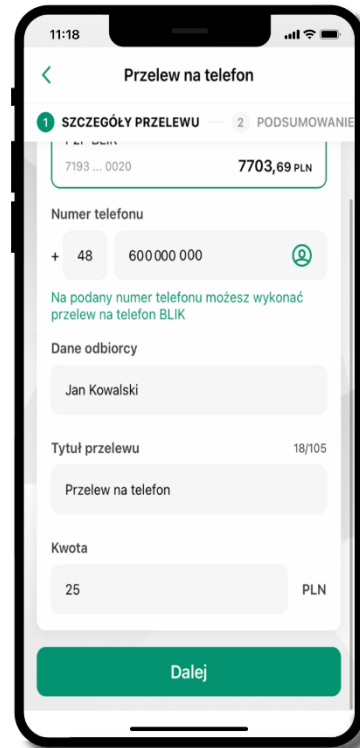 11:18
Przelew na telefon
1 SZCZEGÓŁY PRZELEWU 2 PODSUMOWANIE
7193 ... 0020 7703,69 PLN
Numer telefonu
+ 48 600 000 000
Na podany numer telefonu możesz wykonać
przelew na telefon BLIK
Dane odbiorcy
Jan Kowalski
Tytuł przelewu 18/105
Przelew na telefon
Kwota
25 PLN
Dalej